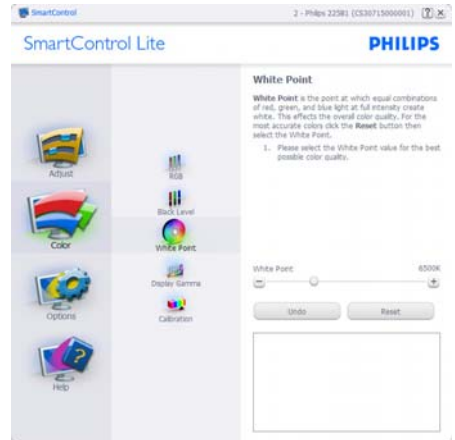 SmartControl
2 - Philips 225B1 (CS30715000001)
SmartControl Lite
PHILIPS
White Point
White Point is the point at which equal combinations
of red, green, and blue light at full intensity create
white. This effects the overall color quality. For the
most accurate colors click the Reset button then
select the White Point.
1. Please select the White Point value for the best
possible color quality.
Adjust
Color
Options
Help
RGB
Black Level
White Point
Display Gamma
Calibration
White Point
6500K
Undo
Reset